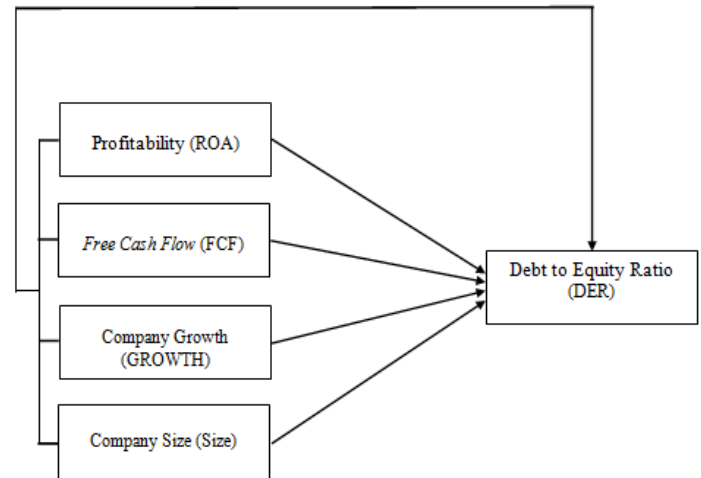 Profitability (ROA)
Free Cash Flow (FCF)
Debt to Equity Ratio
(DER)
Company Growth
(GROWTH)
Company Size (Size)